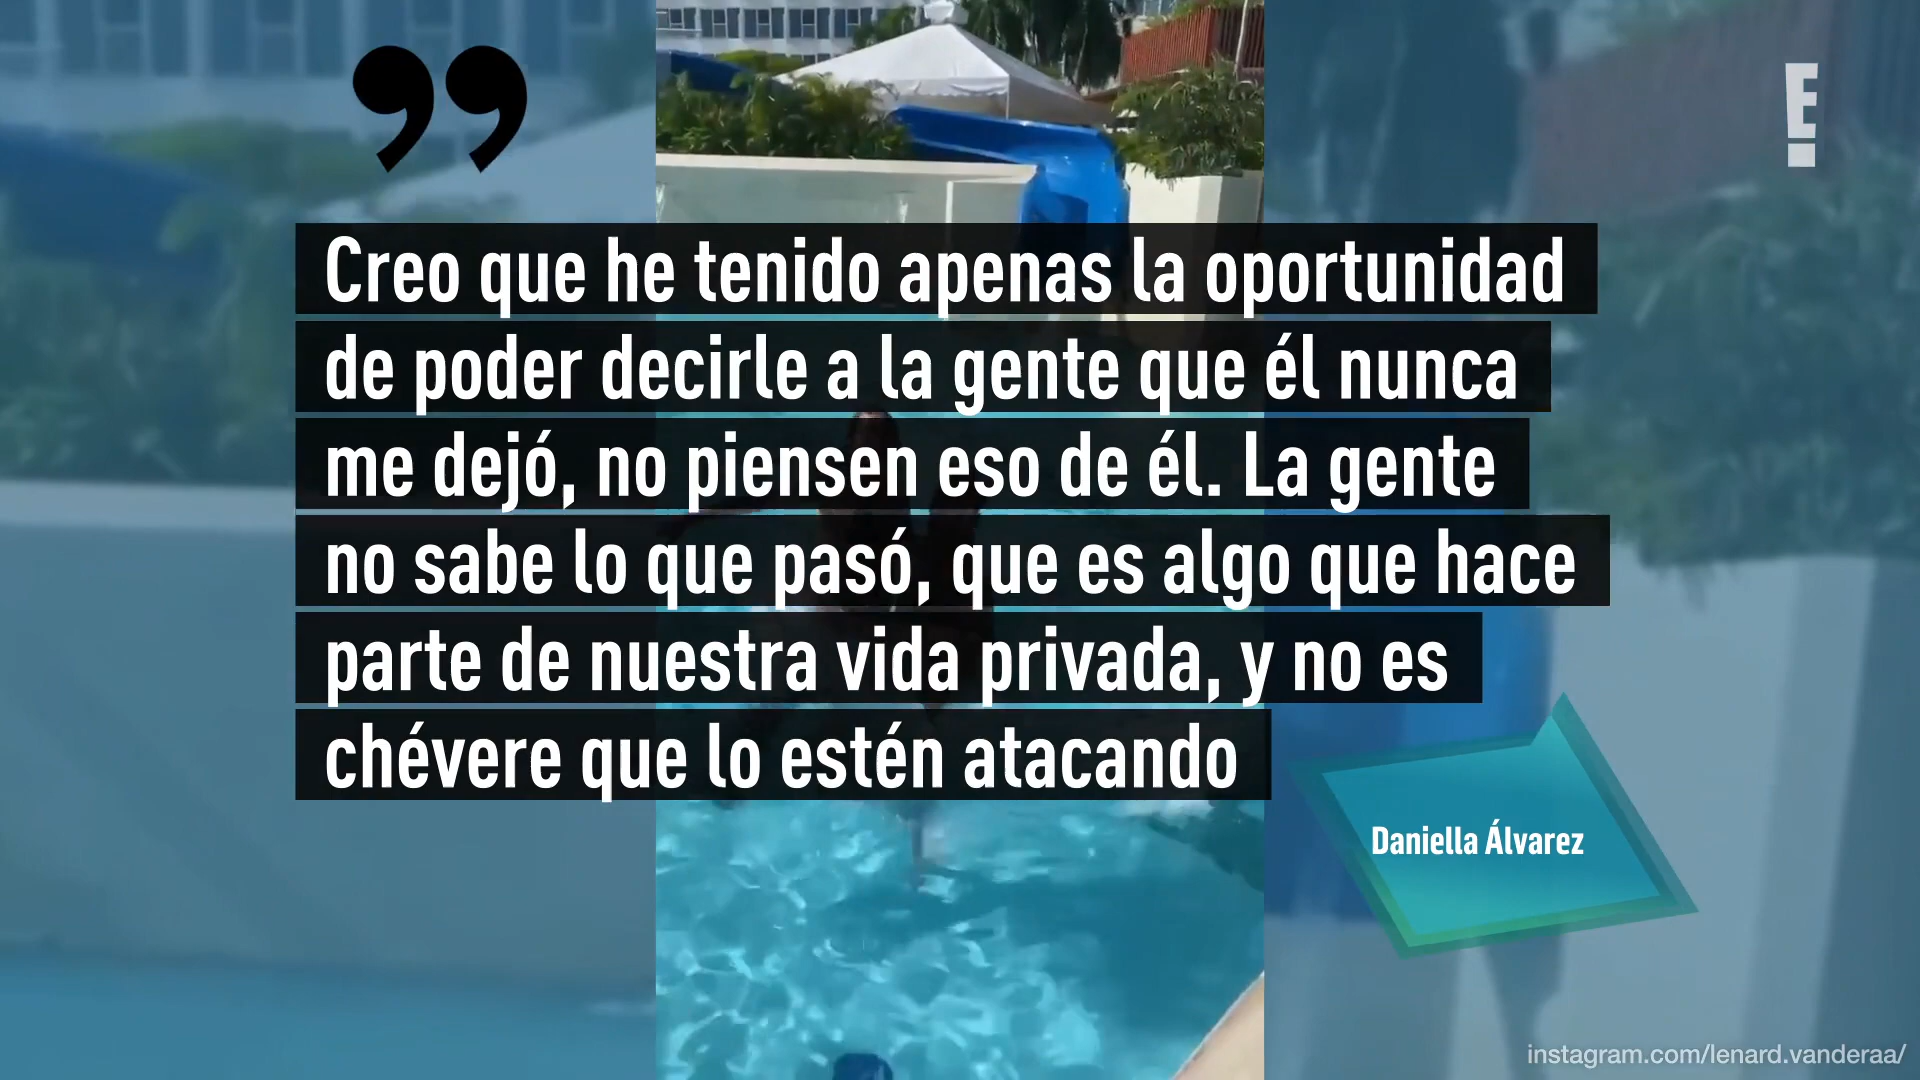 ”
E!
Creo que he tenido apenas la oportunidad
de poder decirle a la gente que él nunca
me dejó, no piensen eso de él. La gente
no sabe lo que pasó, que es algo que hace
parte de nuestra vida privada, y no es
chévere que lo estén atacando
Daniella Álvarez
instagram.com/lenard.vanderaa/